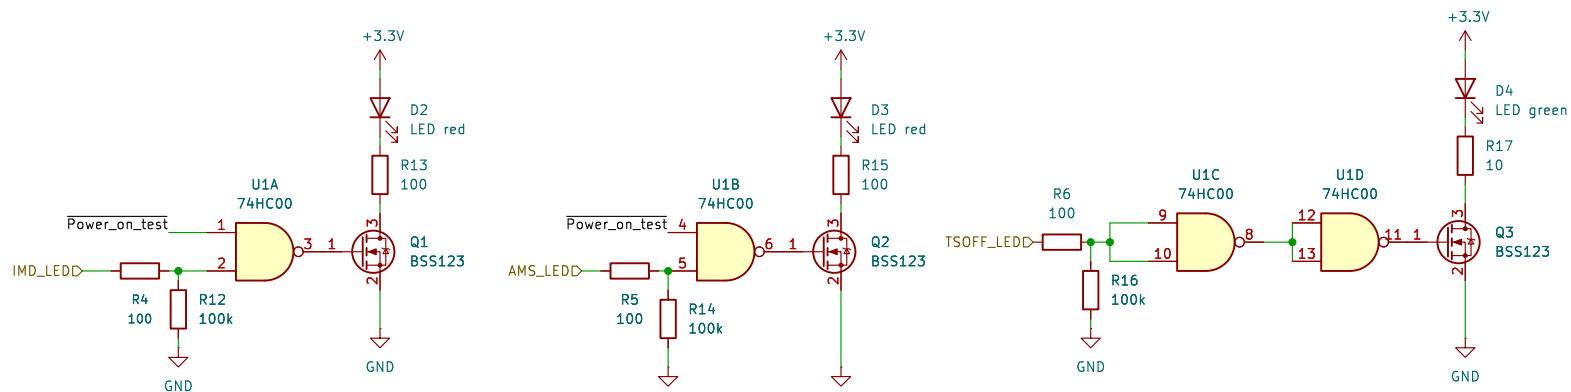 +3.3V
D2
LED red
R13
100
U1A
74HC00
Power_on_test
1
2
3
1
3
2
Q1
BSS123
IMD_LED
R4
100
R12
100k
GND
GND
+3.3V
D3
LED red
R15
100
U1B
74HC00
Power_on_test
4
5
6
1
3
2
Q2
BSS123
AMS_LED
R5
100
R14
100k
+3.3V
D4
LED green
R17
10
U1C
74HC00
U1D
74HC00
R6
100
TSOFF_LED
9
10
8
12
13
11
1
3
2
Q3
BSS123
R16
100k
GND
GND